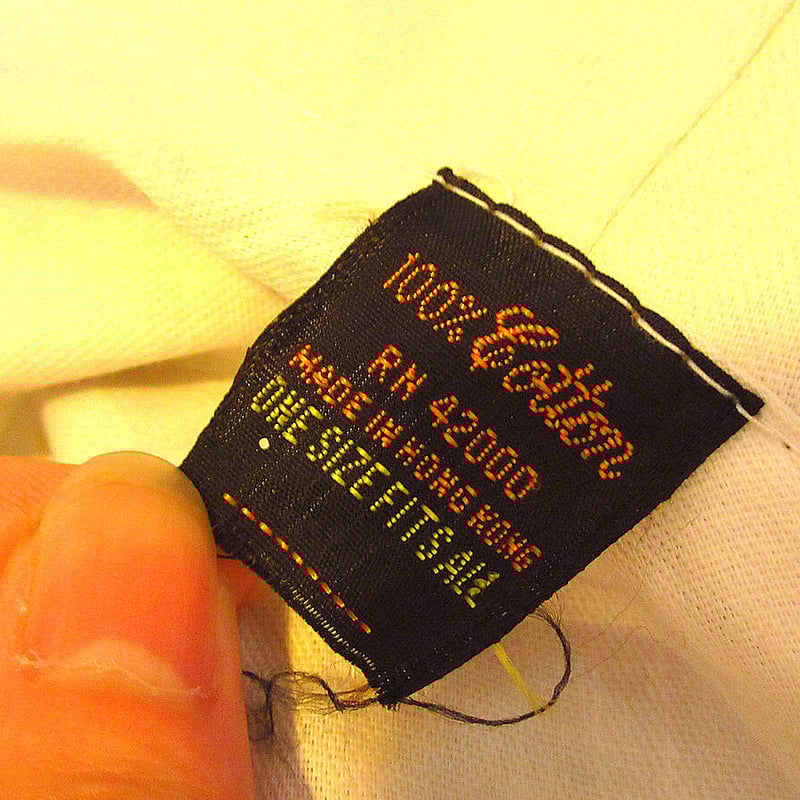 100% Cotton
RN 42000
MADE IN HONG KONG
ONE SIZE FITS ALL